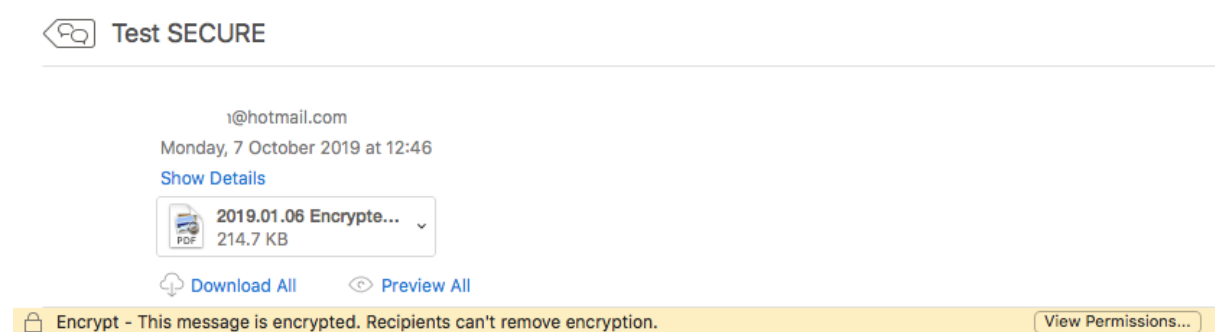 Test SECURE
@hotmail.com
Monday, 7 October 2019 at 12:46
Show Details
2019.01.06 Encrypte...
PDF 214.7 KB
Download All Preview All
Encrypt - This message is encrypted. Recipients can't remove encryption. View Permissions...